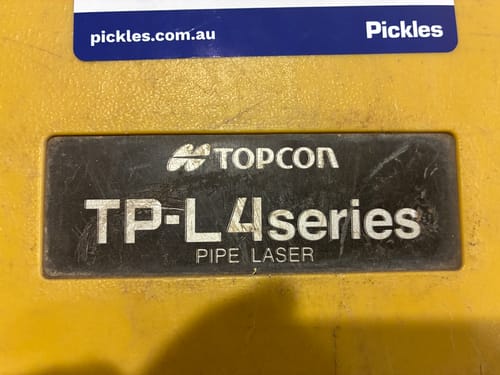 pickles.com.au
Pickles
TOPCON
TP-L4series
PIPE LASER